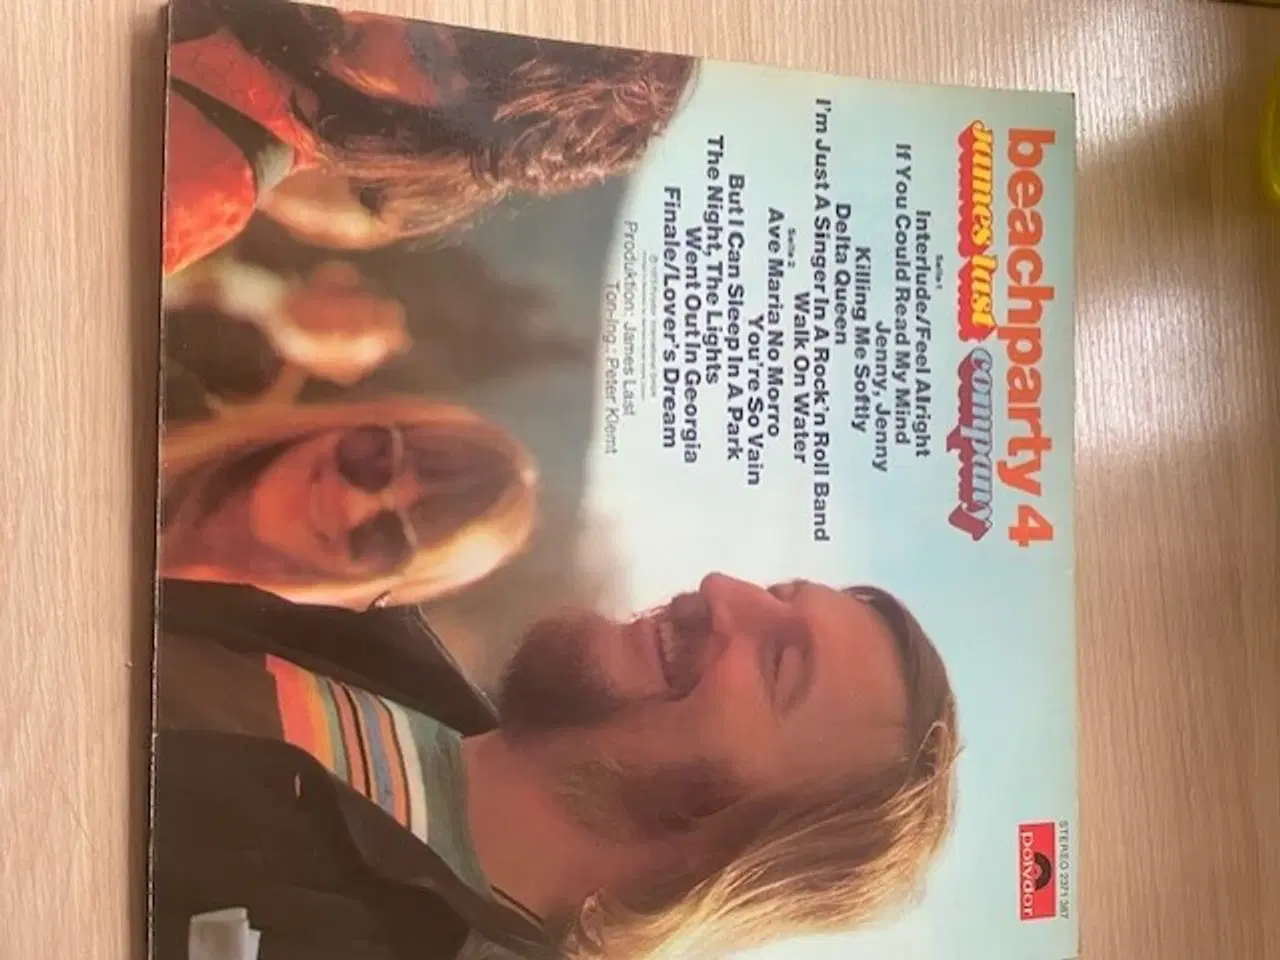 beachparty 4
James last company
STEREO 2371 387
polydor
Seite 1
Interlude/Feel Alright
If You Could Read My Mind
Jenny, Jenny
Killing Me Softly
Delta Queen
I'm Just A Singer In A Rock'n Roll Band
Seite 2
Walk On Water
Ave Maria No Morro
You're So Vain
But I Can Sleep In A Park
The Night, The Lights
Went Out In Georgia
Finale/Lover's Dream
Produktion: James Last
Ton-Ing.: Peter Klemt